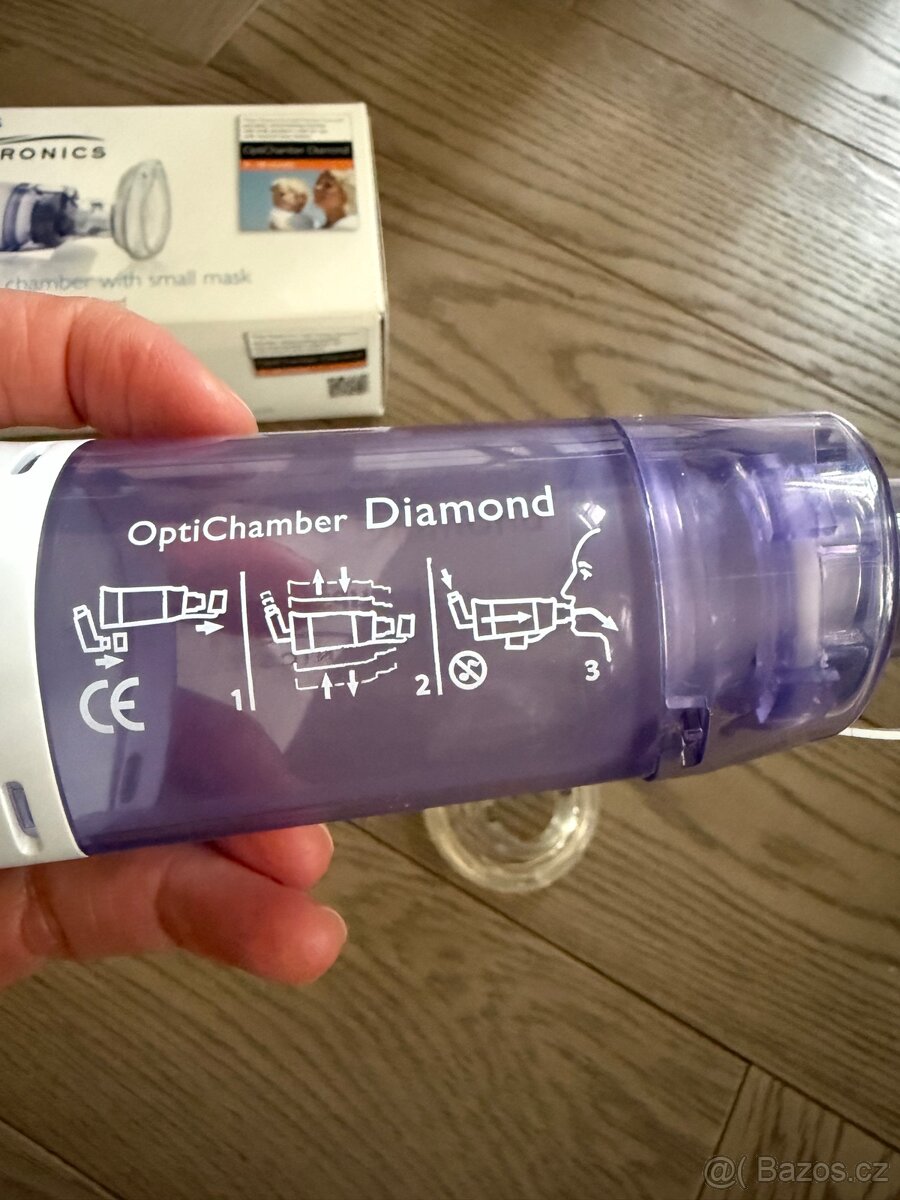 RONICS
OptiChamber Diamond
chamber with small mask
OptiChamber Diamond
1
2
3
CE
@( Bazos.cz